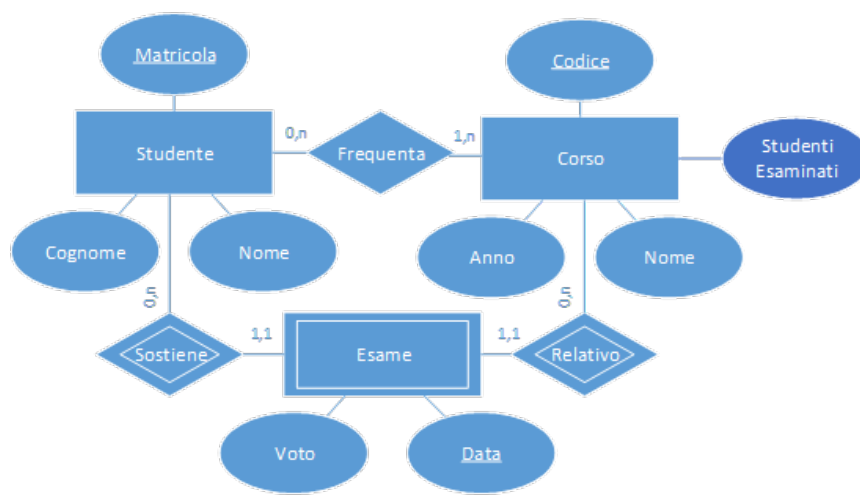 Matricola
Codice
Studente
0,n
Frequenta
1,n
Corso
Studenti
Esaminati
Cognome
Nome
Anno
Nome
0,n
0,n
Sostiene
1,1
Esame
1,1
Relativo
Voto
Data